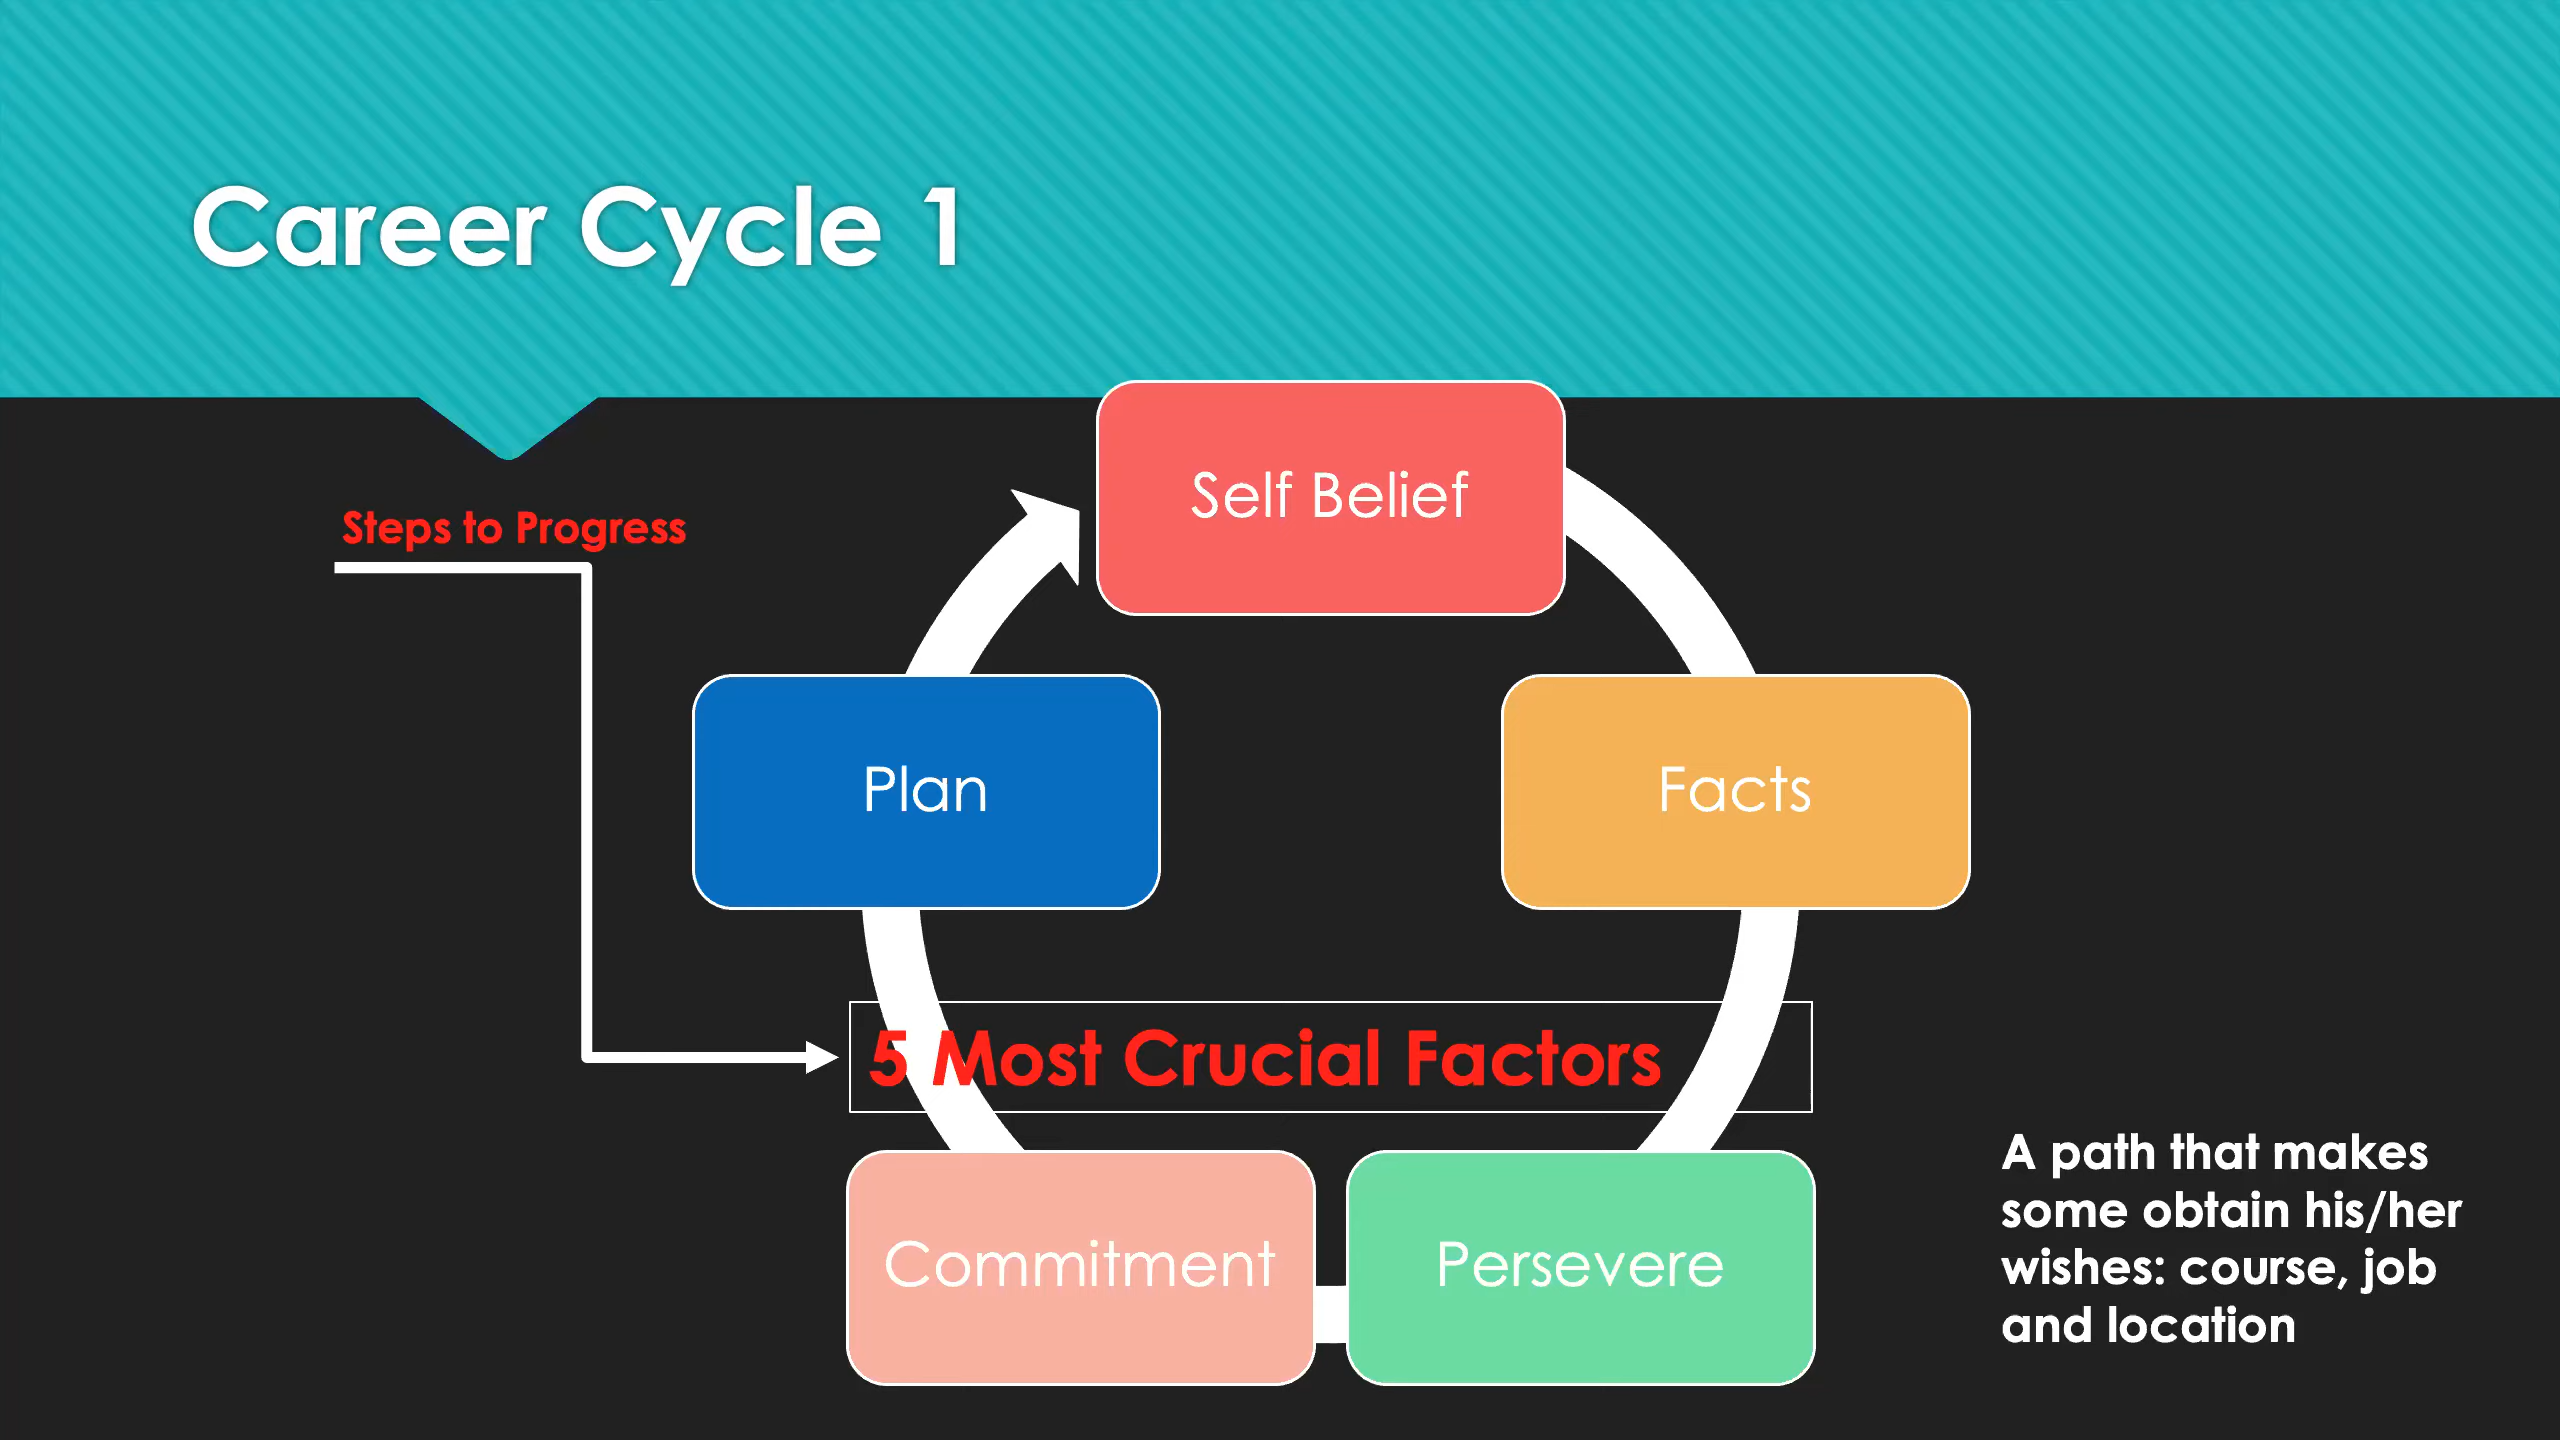 Career Cycle 1
Steps to Progress
Self Belief
Plan
Facts
5 Most Crucial Factors
Commitment
Persevere
A path that makes
some obtain his/her
wishes: course, job
and location